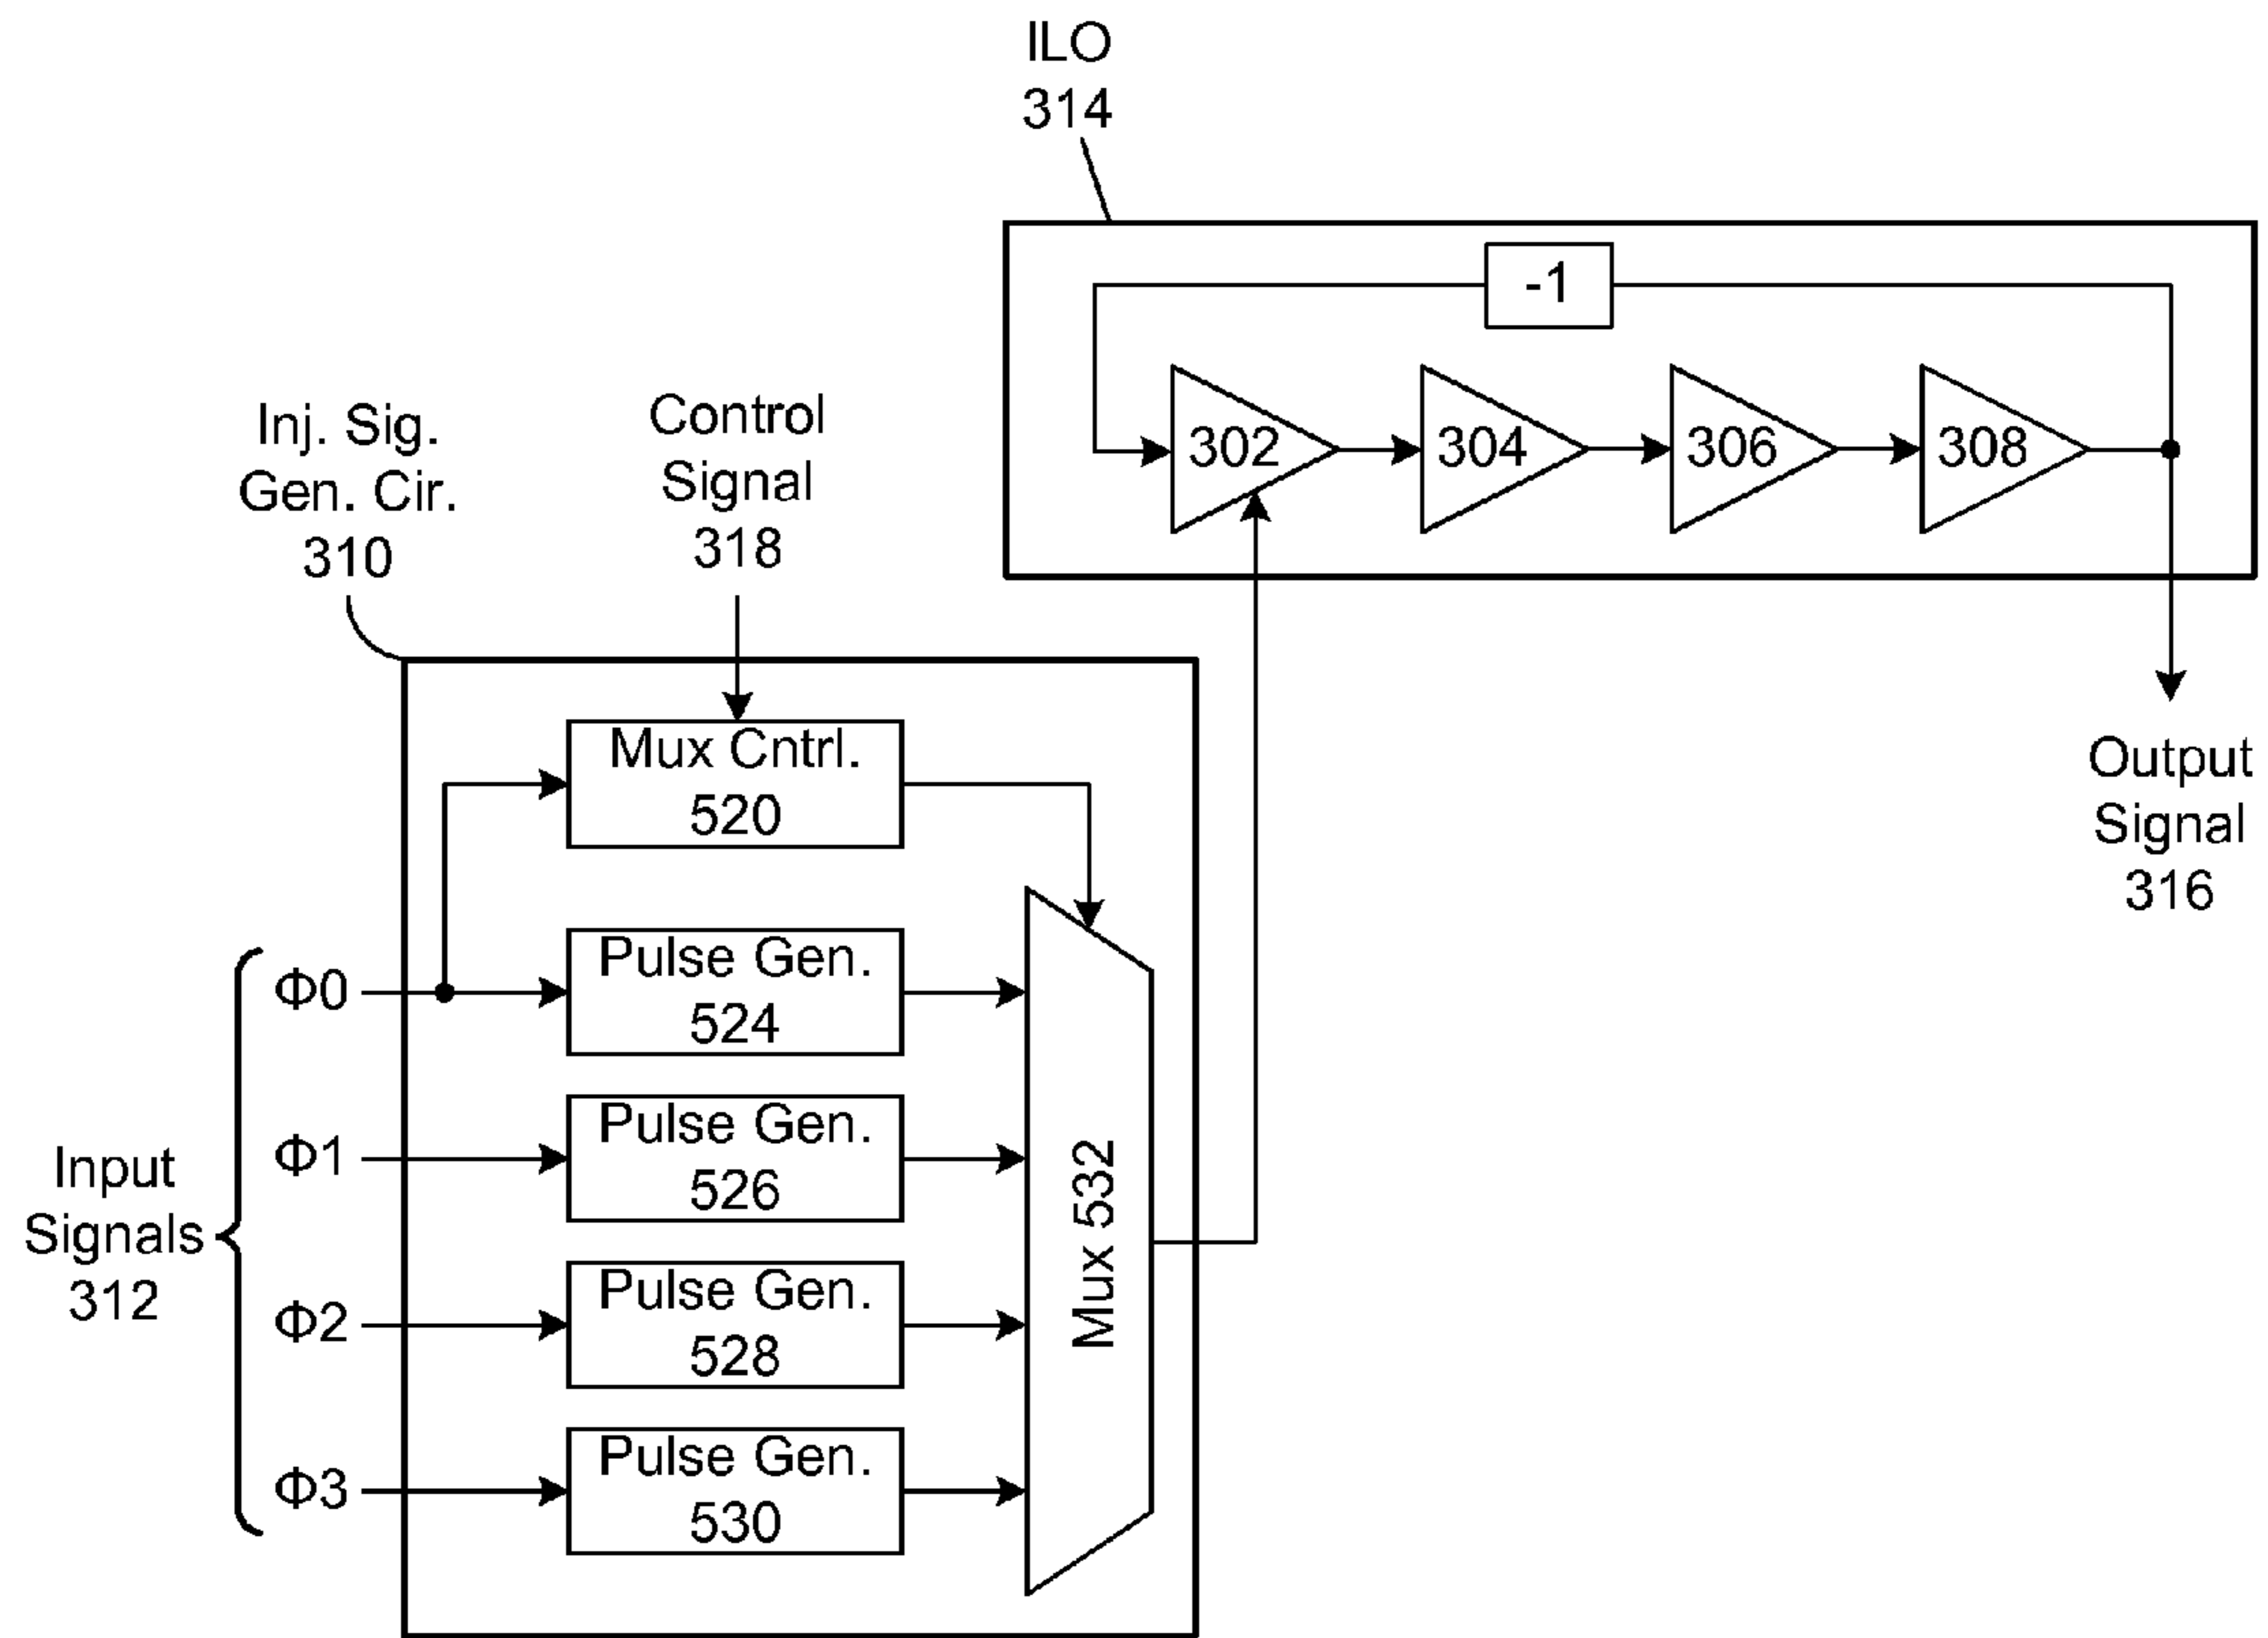 ILO
314
-1
302
304
306
308
Inj. Sig.
Gen. Cir.
310
Control
Signal
318
Output
Signal
316
Mux Cntrl.
520
Input
Signals
312
Φ0
Pulse Gen.
524
Φ1
Pulse Gen.
526
Φ2
Pulse Gen.
528
Φ3
Pulse Gen.
530
Mux 532